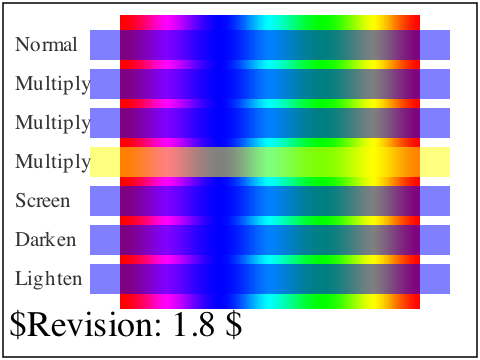 Normal
Multiply
Multiply
Multiply
Screen
Darken
Lighten
$Revision: 1.8 $